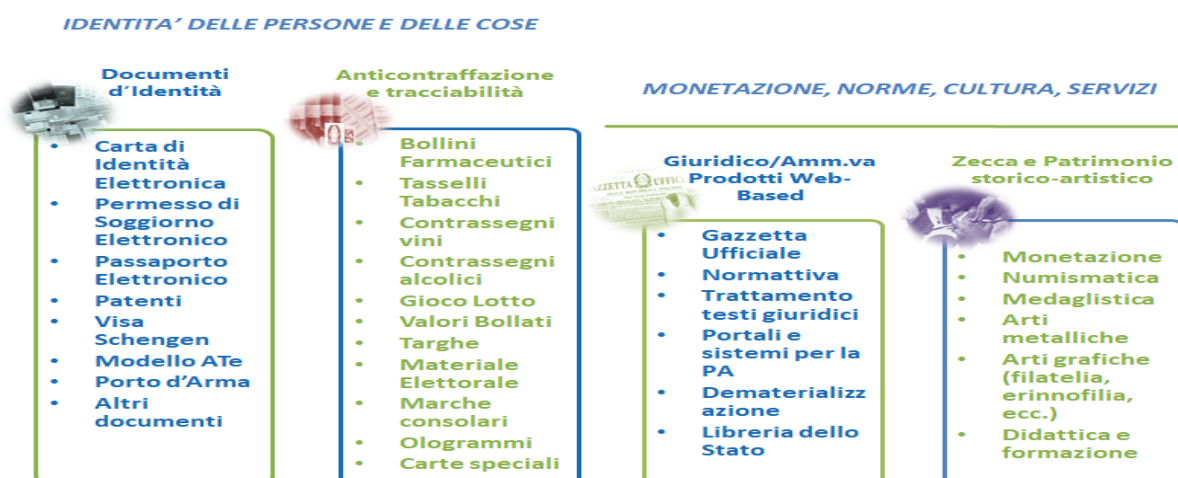 IDENTITA’ DELLE PERSONE E DELLE COSE
Documenti
d´Identità
• Carta di
Identità
Elettronica
• Permesso di
Soggiorno
Elettronico
• Passaporto
Elettronico
• Patenti
• Visa
Schengen
• Modello ATe
• Porto d’Arma
• Altri
documenti
Anticontraffazione
e tracciabilità
• Bollini
Farmaceutici
• Tasselli
Tabacchi
• Contrassegni
vini
• Contrassegni
alcolici
• Gioco Lotto
• Valori Bollati
• Targhe
• Materiale
Elettorale
• Marche
consolari
• Ologrammi
• Carte speciali
MONETAZIONE, NORME, CULTURA, SERVIZI
Giuridico/Amm.va
Prodotti Web-
Based
GAZZETTA UFFICI
• Gazzetta
Ufficiale
• Normattiva
• Trattamento
testi giuridici
• Portali e
sistemi per la
PA
• Dematerializz
azione
• Libreria dello
Stato
Zecca e Patrimonio
storico-artistico
• Monetazione
• Numismatica
• Medaglistica
• Arti
metalliche
• Arti grafiche
(filatelia,
erinnofilia,
ecc.)
• Didattica e
formazione